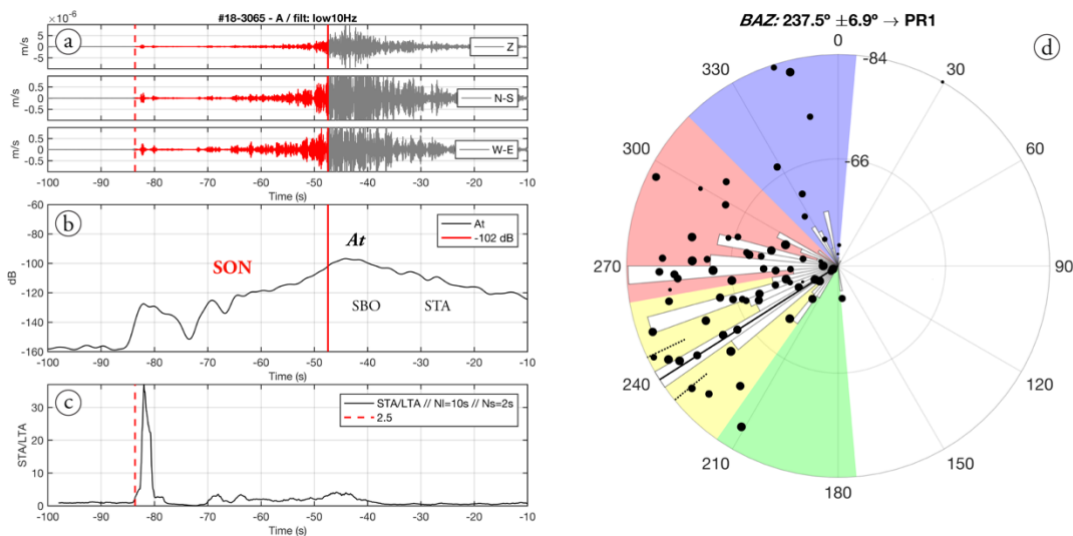 #18-3065 - A / filt: low10Hz
×10⁻⁶
a
m/s
5
0
-5
Z
m/s
0.5
0
-0.5
N-S
m/s
0.5
0
-0.5
W-E
-100 -90 -80 -70 -60 -50 -40 -30 -20 -10
Time (s)
b
dB
-60
-80
-100
-120
-140
-160
At
-102 dB
At
SON
SBO
STA
-100 -90 -80 -70 -60 -50 -40 -30 -20 -10
Time (s)
c
STA/LTA
30
20
10
0
STA/LTA // Nl=10s // Ns=2s
2.5
-100 -90 -80 -70 -60 -50 -40 -30 -20 -10
Time (s)
BAZ: 237.5° ±6.9° → PR1
d
0
-84
330
30
300
-66
60
270
90
240
120
210
150
180